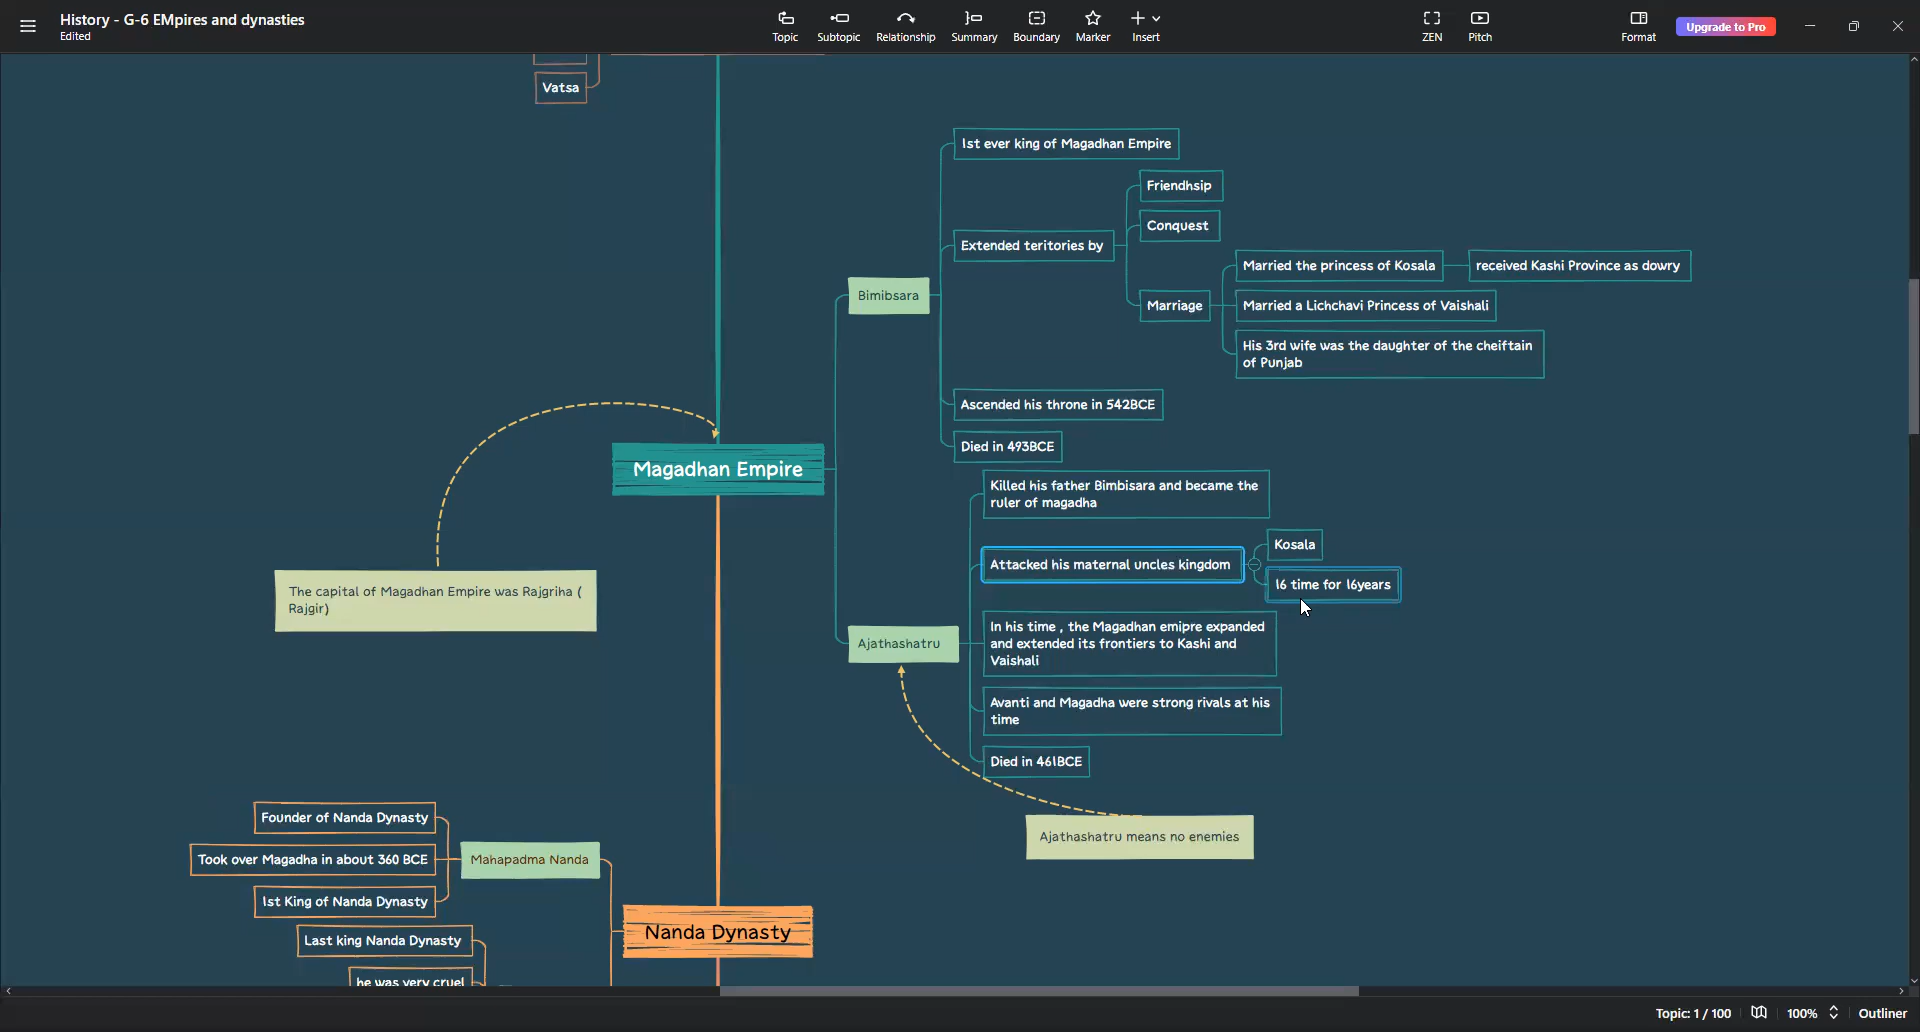 History - G-6 EMpires and dynasties
Edited
Topic
Subtopic
Relationship
Summary
Boundary
Marker
Insert
ZEN
Pitch
Format
Upgrade to Pro
Vatsa
1st ever king of Magadhan Empire
Friendhsip
Conquest
Extended teritories by
Married the princess of Kosala
received Kashi Province as dowry
Bimibsara
Marriage
Married a Lichchavi Princess of Vaishali
His 3rd wife was the daughter of the cheiftain
of Punjab
Ascended his throne in 542BCE
Died in 493BCE
Magadhan Empire
Killed his father Bimbisara and became the
ruler of magadha
Kosala
Attacked his maternal uncles kingdom
16 time for 16years
The capital of Magadhan Empire was Rajgriha (
Rajgir)
In his time , the Magadhan emipre expanded
and extended its frontiers to Kashi and
Vaishali
Ajathashatru
Avanti and Magadha were strong rivals at his
time
Died in 461BCE
Ajathashatru means no enemies
Founder of Nanda Dynasty
Took over Magadha in about 360 BCE
Mahapadma Nanda
1st King of Nanda Dynasty
Nanda Dynasty
Last king Nanda Dynasty
he was very cruel
Topic: 1 / 100
100%
Outliner